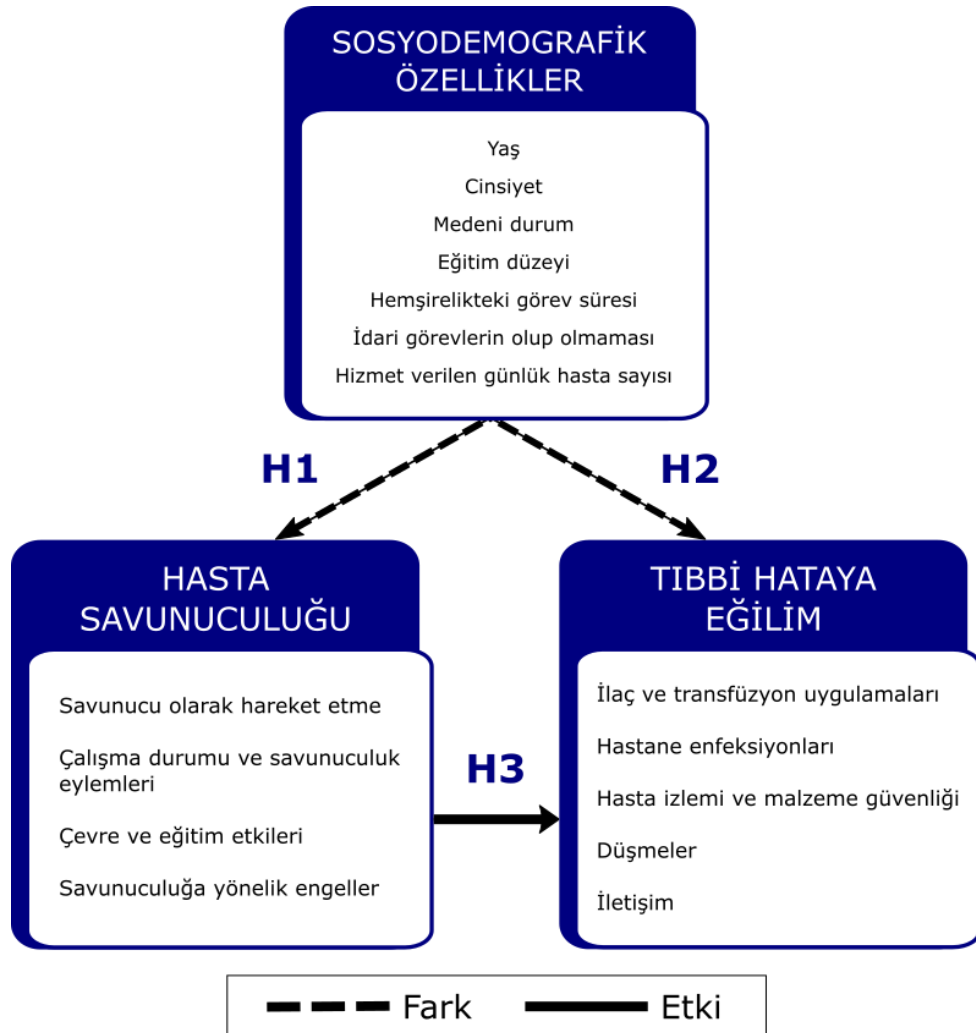 SOSYODEMOGRAFİK
ÖZELLİKLER
Yaş
Cinsiyet
Medeni durum
Eğitim düzeyi
Hemşirelikteki görev süresi
İdari görevlerin olup olmaması
Hizmet verilen günlük hasta sayısı
H1
H2
HASTA
SAVUNUCULUĞU
Savunucu olarak hareket etme
Çalışma durumu ve savunuculuk
eylemleri
Çevre ve eğitim etkileri
Savunuculuğa yönelik engeller
H3
TIBBİ HATAYA
EĞİLİM
İlaç ve transfüzyon uygulamaları
Hastane enfeksiyonları
Hasta izlemi ve malzeme güvenliği
Düşmeler
İletişim
Fark
Etki